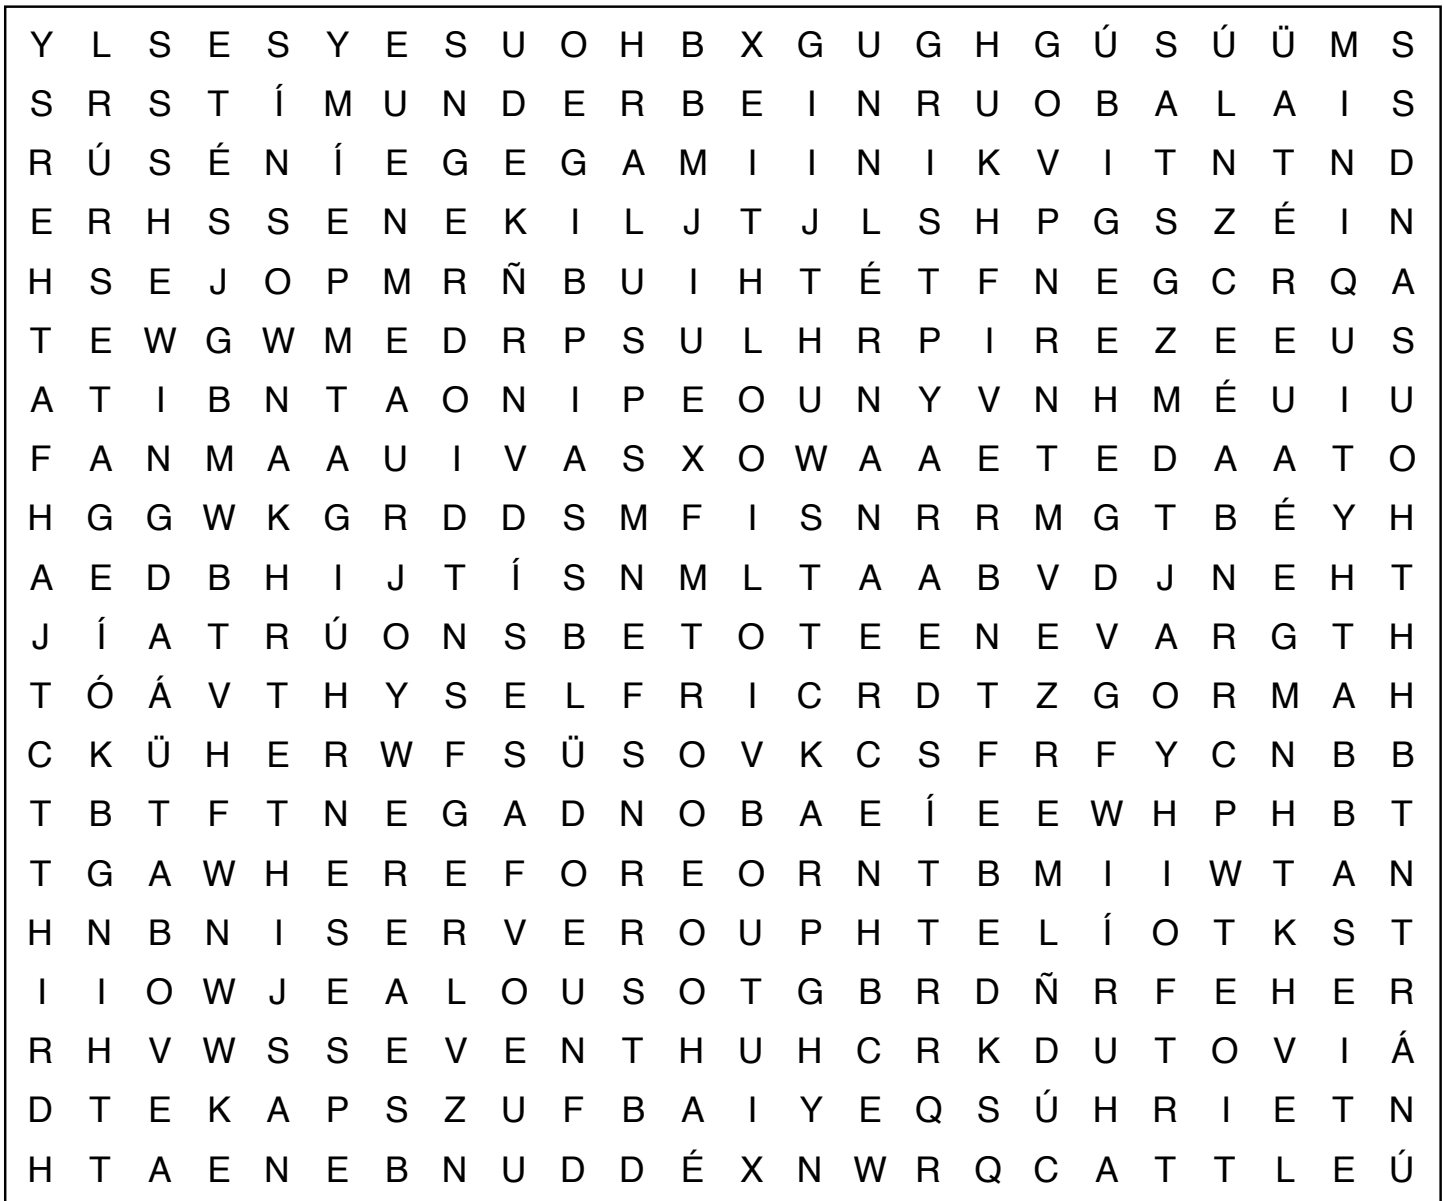 Y L S E S Y E S U O H B X G U G H G Ú S Ú Ü M S
S R S T Í M U N D E R B E I N R U O B A L A I S
R Ú S É N Í E G E G A M I I N I K V I T N T N D
E R H S S E N E K I L J T J L S H P G S Z É I N
H S E J O P M R Ñ B U I H T É T F N E G C R Q A
T E W G W M E D R P S U L H R P I R E Z E E U S
A T I B N T A O N I P E O U N Y V N H M É U I U
F A N M A A U I V A S X O W A A E T E D A A T O
H G G W K G R D D S M F I S N R R M G T B É Y H
A E D B H I J T Í S N M L T A A B V D J N E H T
J Í A T R Ú O N S B E T O T E E N E V A R G T H
T Ó Á V T H Y S E L F R I C R D T Z G O R M A H
C K Ü H E R W F S Ü S O V K C S F R F Y C N B B
T B T F T N E G A D N O B A E Í E E W H P H B T
T G A W H E R E F O R E O R N T B M I I W T A N
H N B N I S E R V E R O U P H T E L Í O T K S T
I I O W J E A L O U S O T G B R D Ñ R F E H E R
R H V W S S E V E N T H U H C R K D U T O V I Á
D T E K A P S Z U F B A I Y E Q S Ú H R I E T N
H T A E N E B N U D D É X N W R Q C A T T L E Ú